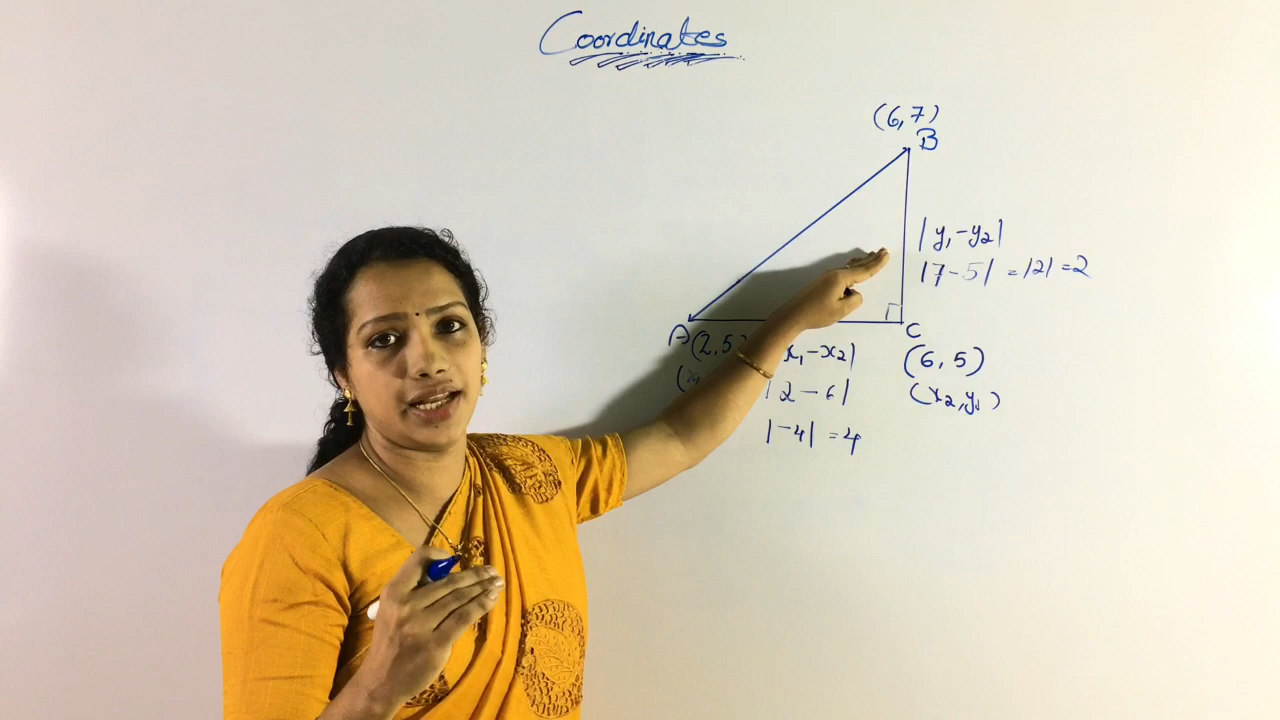 Coordinates
(6,7)
B
|y₁-y₂|
|7-5| =|2|=2
A(2,5)
x₁-x₂|
C
(6,5)
|2-6|
(x₂,y₁)
|-4| =4